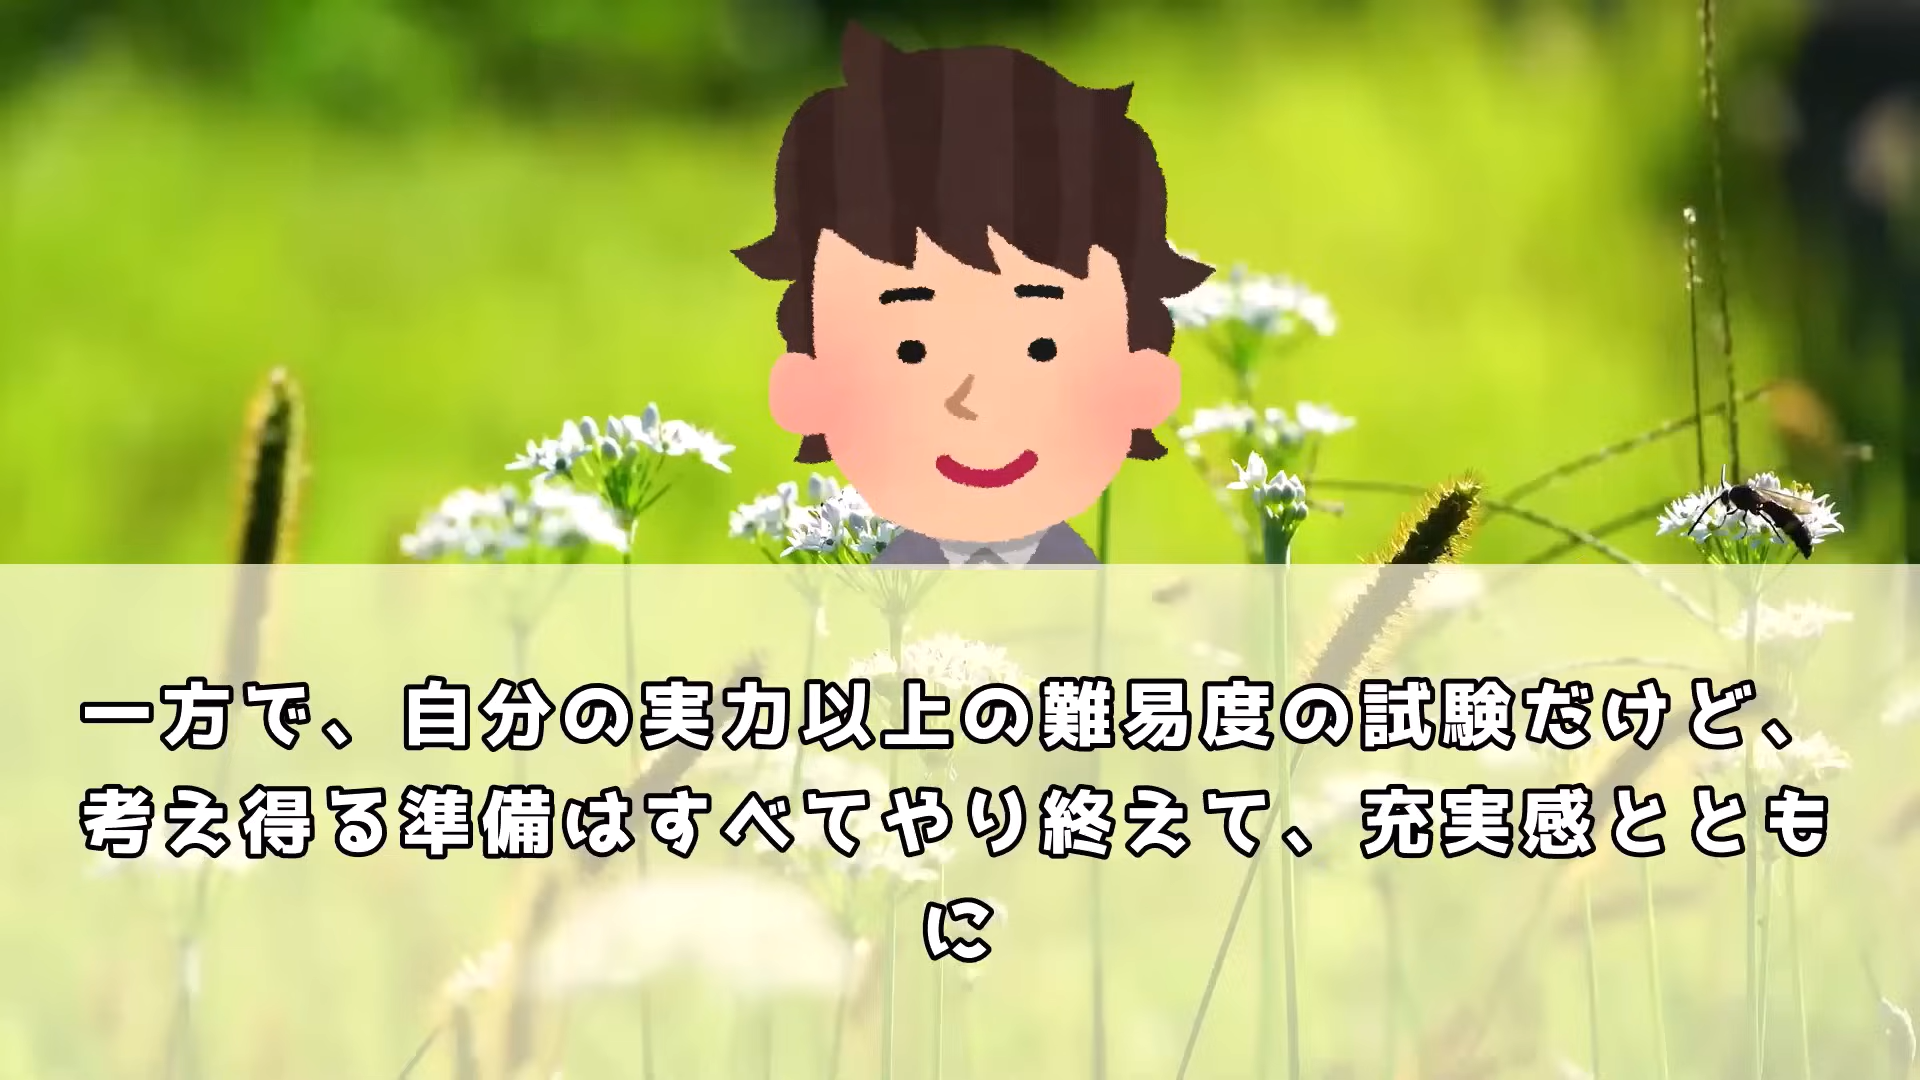 一方で、自分の実力以上の難易度の試験だけど、
考え得る準備はすべてやり終えて、充実感ととも
に